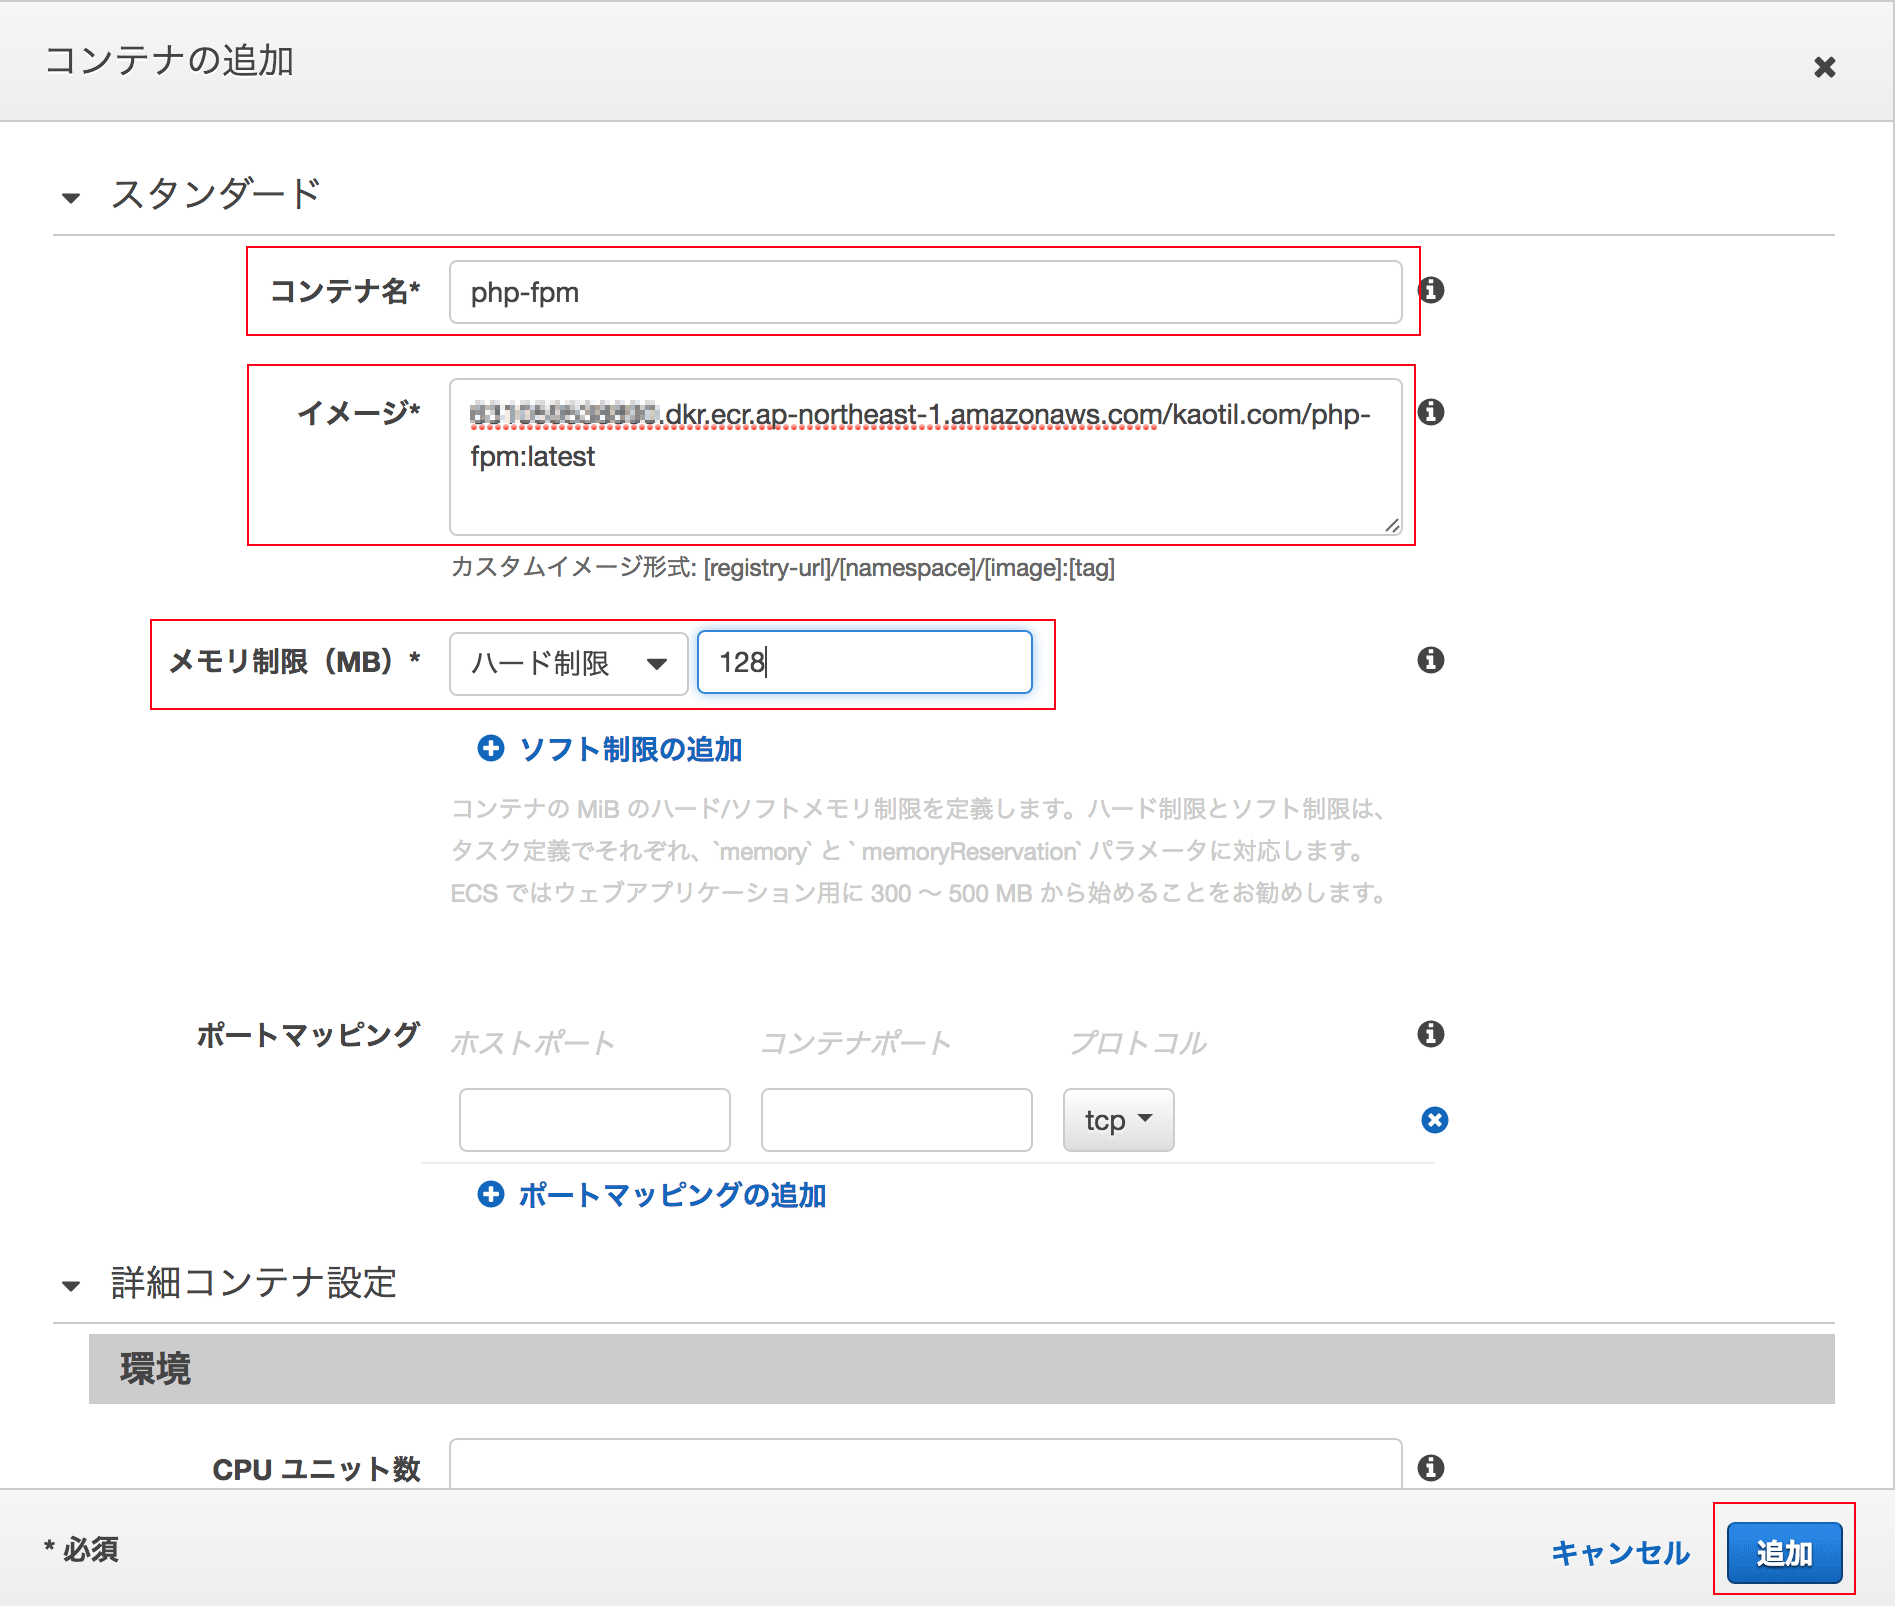 コンテナの追加
スタンダード
コンテナ名*
php-fpm
イメージ*
.dkr.ecr.ap-northeast-1.amazonaws.com/kaotil.com/php-
fpm:latest
カスタムイメージ形式: [registry-url]/[namespace]/[image]:[tag]
メモリ制限（MB）*
ハード制限
128
ソフト制限の追加
コンテナの MiB のハード/ソフトメモリ制限を定義します。ハード制限とソフト制限は、
タスク定義でそれぞれ、`memory` と ` memoryReservation` パラメータに対応します。
ECS ではウェブアプリケーション用に 300 〜 500 MB から始めることをお勧めします。
ポートマッピング
ホストポート
コンテナポート
プロトコル
tcp
ポートマッピングの追加
詳細コンテナ設定
環境
CPU ユニット数
* 必須
キャンセル
追加